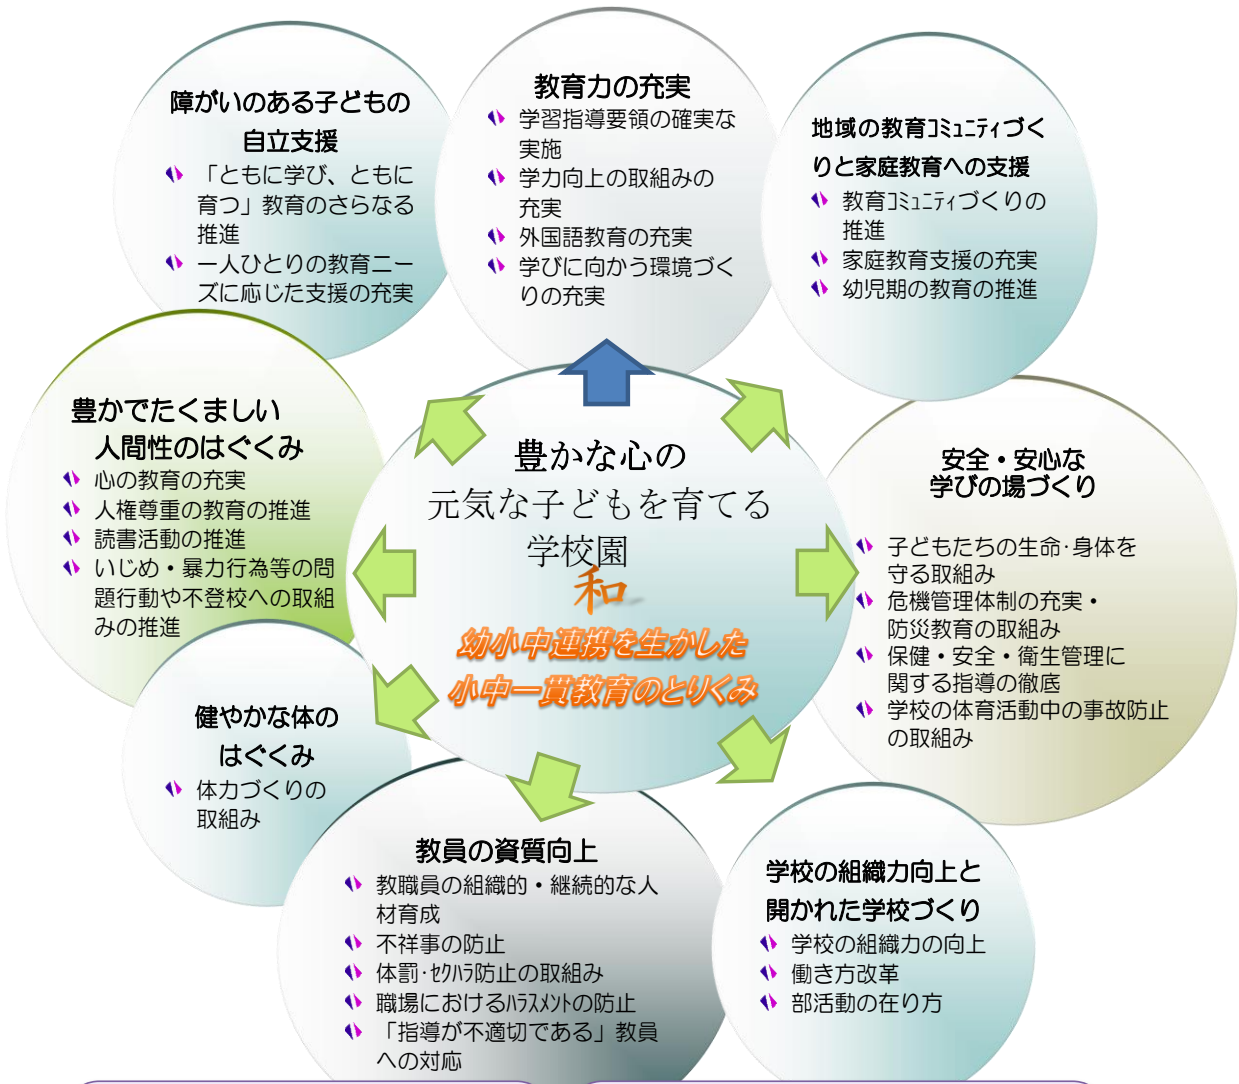 障がいのある子どもの
自立支援
「ともに学び、ともに
育つ」教育のさらなる
推進
一人ひとりの教育ニー
ズに応じた支援の充実
教育力の充実
学習指導要領の確実な
実施
学力向上の取組みの
充実
外国語教育の充実
学びに向かう環境づく
りの充実
地域の教育ｺﾐｭﾆﾃｨづく
りと家庭教育への支援
教育ｺﾐｭﾆﾃｨづくりの
推進
家庭教育支援の充実
幼児期の教育の推進
豊かでたくましい
人間性のはぐくみ
心の教育の充実
人権尊重の教育の推進
読書活動の推進
いじめ・暴力行為等の問
題行動や不登校への取組
みの推進
豊かな心の
元気な子どもを育てる
学校園
和
幼小中連携を生かした
小中一貫教育のとりくみ
安全・安心な
学びの場づくり
子どもたちの生命･身体を
守る取組み
危機管理体制の充実・
防災教育の取組み
保健・安全・衛生管理に
関する指導の徹底
学校の体育活動中の事故防止
の取組み
健やかな体の
はぐくみ
体力づくりの
取組み
教員の資質向上
教職員の組織的・継続的な人
材育成
不祥事の防止
体罰･ｾｸﾊﾗ防止の取組み
職場におけるﾊﾗｽﾒﾝﾄの防止
「指導が不適切である」教員
への対応
学校の組織力向上と
開かれた学校づくり
学校の組織力の向上
働き方改革
部活動の在り方